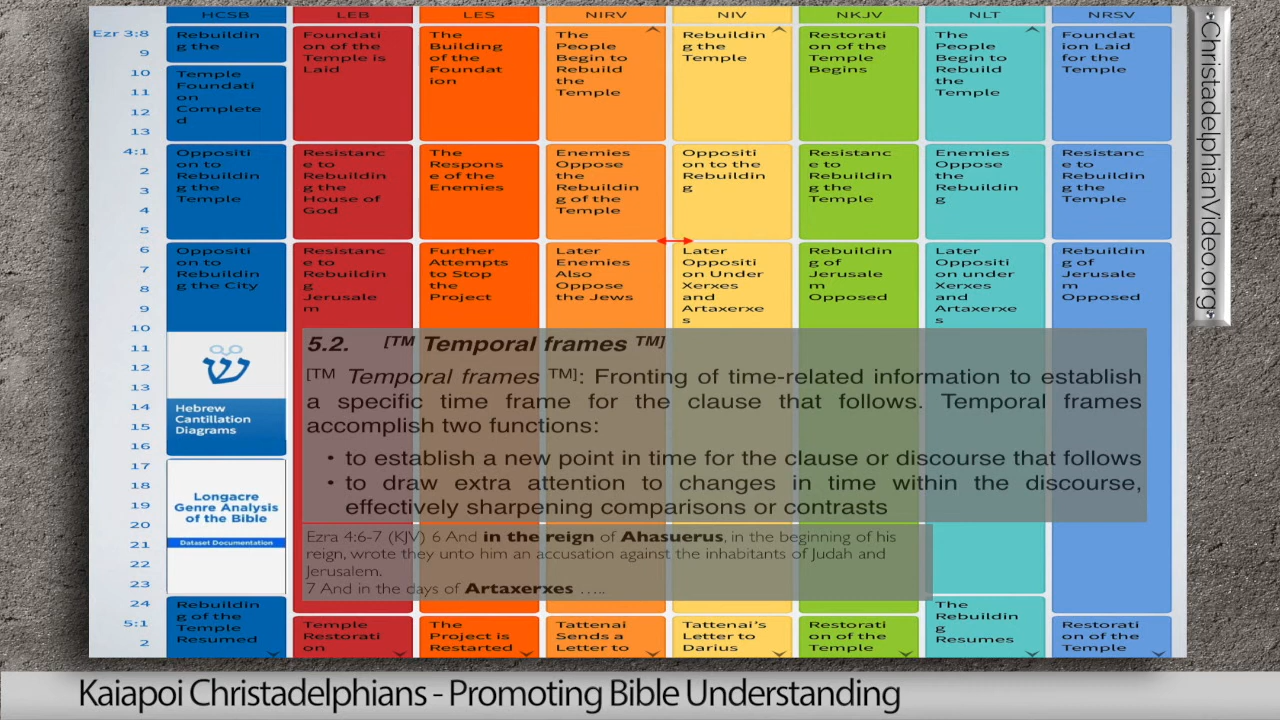 HCSB
LEB
LES
NIRV
NIV
NKJV
NLT
NRSV
Ezr 3:8
9
10
11
12
13
4:1
2
3
4
5
6
7
8
9
10
11
12
13
14
15
16
17
18
19
20
21
22
23
24
5:1
2
Rebuildin
g the
Temple
Foundati
on
Complete
d
Oppositi
on to
Rebuildin
g the
Temple
Oppositi
on to
Rebuildin
g the City
ש
Hebrew
Cantillation
Diagrams
Longacre
Genre Analysis
of the Bible
Dataset Documentation
Rebuildin
g of the
Temple
Resumed
Foundati
on of the
Temple is
Laid
Resistanc
e to
Rebuildin
g the
House of
God
Resistanc
e to
Rebuildin
g
Jerusale
m
Temple
Restorati
on
The
Building
of the
Foundat
ion
The
Respons
e of the
Enemies
Further
Attempts
to Stop
the
Project
The
Project is
Restarted
The
People
Begin to
Rebuild
the
Temple
Enemies
Oppose
the
Rebuildin
g of the
Temple
Later
Enemies
Also
Oppose
the Jews
Tattenai
Sends a
Letter to
Rebuildin
g the
Temple
Oppositi
on to the
Rebuildin
g
Later
Oppositi
on Under
Xerxes
and
Artaxerxe
s
Tattenai's
Letter to
Darius
Restorati
on of the
Temple
Begins
Resistanc
e to
Rebuildin
g the
Temple
Rebuildin
g of
Jerusale
m
Opposed
Restorati
on of the
Temple
The
People
Begin to
Rebuild
the
Temple
Enemies
Oppose
the
Rebuildin
g
Later
Oppositi
on under
Xerxes
and
Artaxerxe
s
The
Rebuildin
g
Resumes
Foundat
ion Laid
for the
Temple
Resistanc
e to
Rebuildin
g the
Temple
Rebuildin
g of
Jerusale
m
Opposed
Restorati
on of the
Temple
5.2. [™ Temporal frames ™]
[™ Temporal frames ™]: Fronting of time-related information to establish
a specific time frame for the clause that follows. Temporal frames
accomplish two functions:
• to establish a new point in time for the clause or discourse that follows
• to draw extra attention to changes in time within the discourse,
effectively sharpening comparisons or contrasts
Ezra 4:6-7 (KJV) 6 And in the reign of Ahasuerus, in the beginning of his
reign, wrote they unto him an accusation against the inhabitants of Judah and
Jerusalem.
7 And in the days of Artaxerxes .....
ChristadelphianVideo.org
Kaiapoi Christadelphians - Promoting Bible Understanding